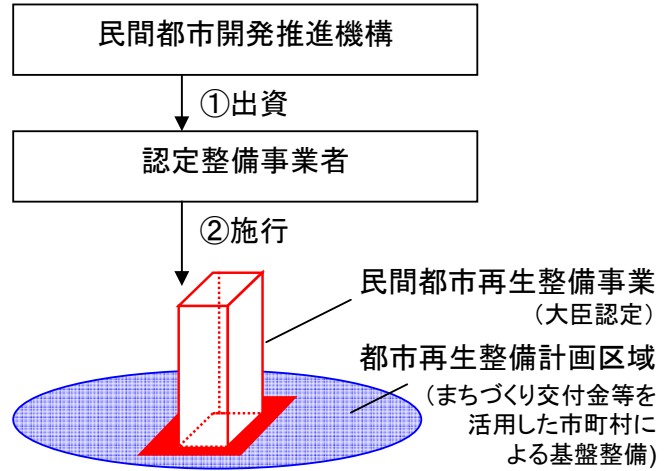 民間都市開発推進機構
①出資
認定整備事業者
②施行
民間都市再生整備事業
（大臣認定）
都市再生整備計画区域
（まちづくり交付金等を
活用した市町村に
よる基盤整備)